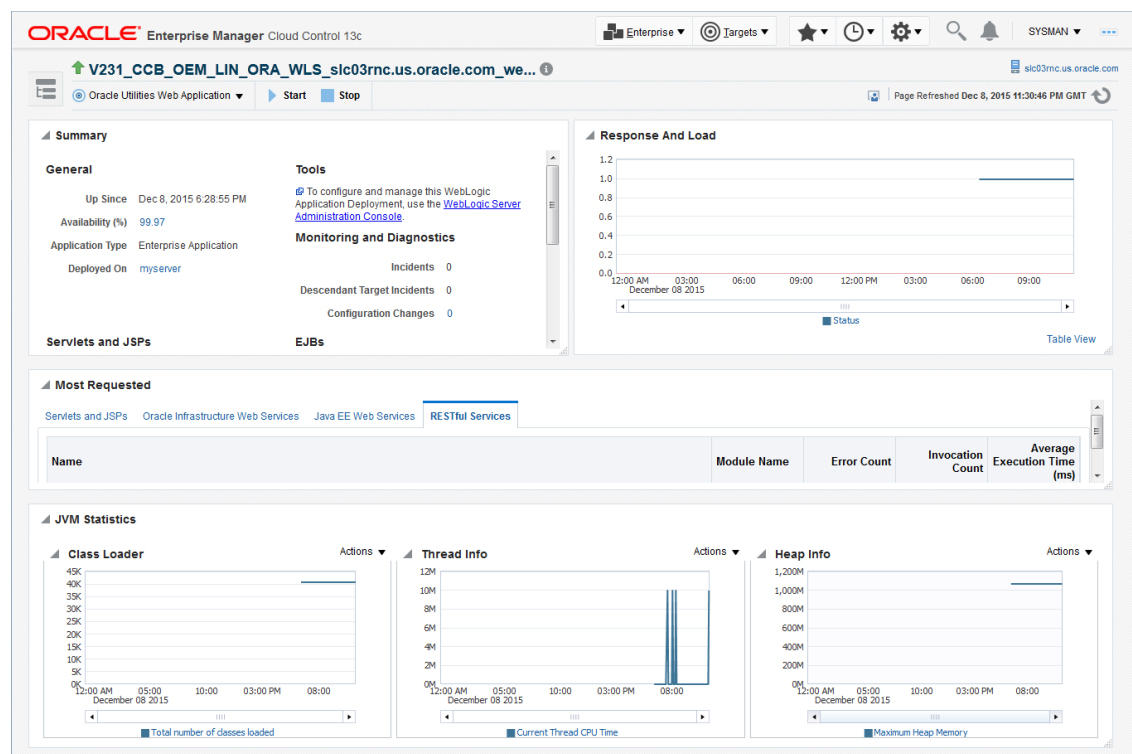 ORACLE Enterprise Manager Cloud Control 13c
Enterprise Targets SYSMAN
V231_CCB_OEM_LIN_ORA_WLS_slc03rnc.us.oracle.com_we...
slc03rnc.us.oracle.com
Oracle Utilities Web Application Start Stop
Page Refreshed Dec 8, 2015 11:30:46 PM GMT
Summary
General
Up Since Dec 8, 2015 6:28:55 PM
Availability (%) 99.97
Application Type Enterprise Application
Deployed On myserver
Servlets and JSPs
Tools
To configure and manage this WebLogic
Application Deployment, use the WebLogic Server
Administration Console.
Monitoring and Diagnostics
Incidents 0
Descendant Target Incidents 0
Configuration Changes 0
EJBs
Response And Load
1.2
1.0
0.8
0.6
0.4
0.2
0.0
12:00 AM 03:00 06:00 09:00 12:00 PM 03:00 06:00 09:00
December 08 2015
Status
Table View
Most Requested
Servlets and JSPs Oracle Infrastructure Web Services Java EE Web Services RESTful Services
Name Module Name Error Count Invocation Count Average Execution Time (ms)
JVM Statistics
Class Loader Actions
45K
40K
35K
30K
25K
20K
15K
10K
5K
0K
12:00 AM 05:00 10:00 03:00 PM 08:00
December 08 2015
Total number of classes loaded
Thread Info Actions
12M
10M
8M
6M
4M
2M
0M
12:00 AM 05:00 10:00 03:00 PM 08:00
December 08 2015
Current Thread CPU Time
Heap Info Actions
1,200M
1,000M
800M
600M
400M
200M
0M
12:00 AM 05:00 10:00 03:00 PM 08:00
December 08 2015
Maximum Heap Memory